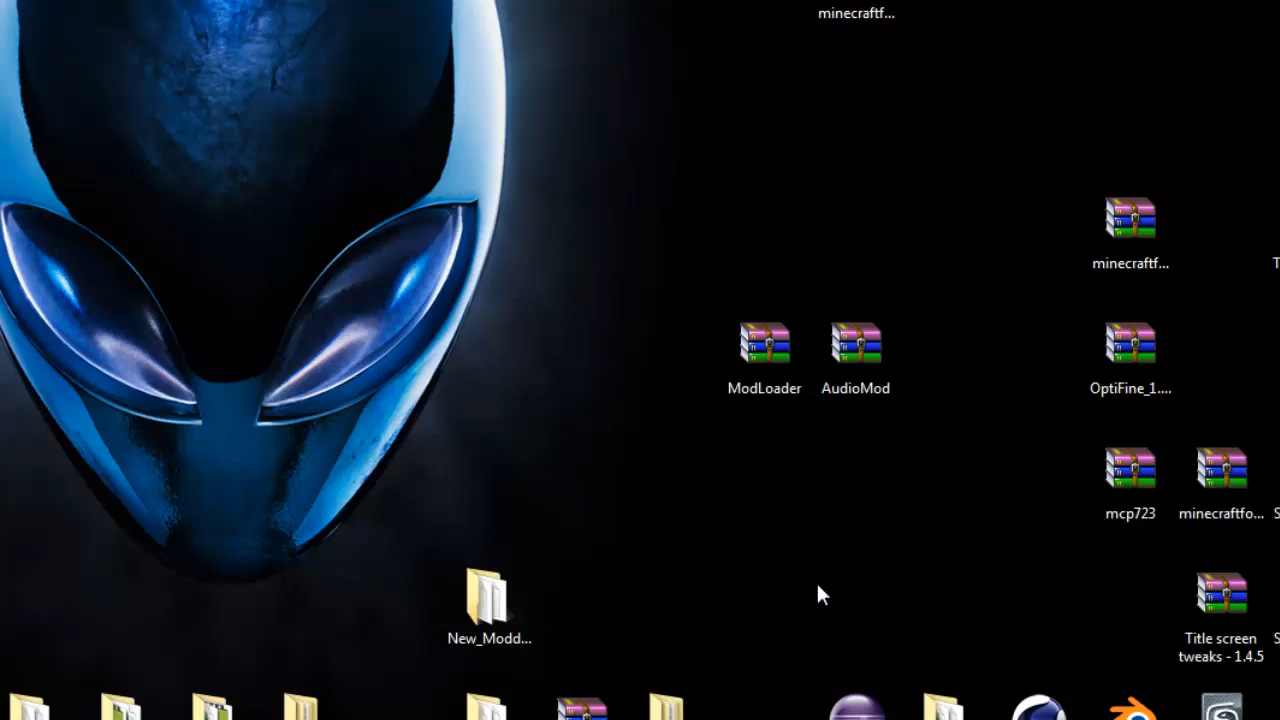 minecraftf...
minecraftf...
ModLoader
AudioMod
OptiFine_1....
mcp723
minecraftfo...
New_Modd...
Title screen
tweaks - 1.4.5